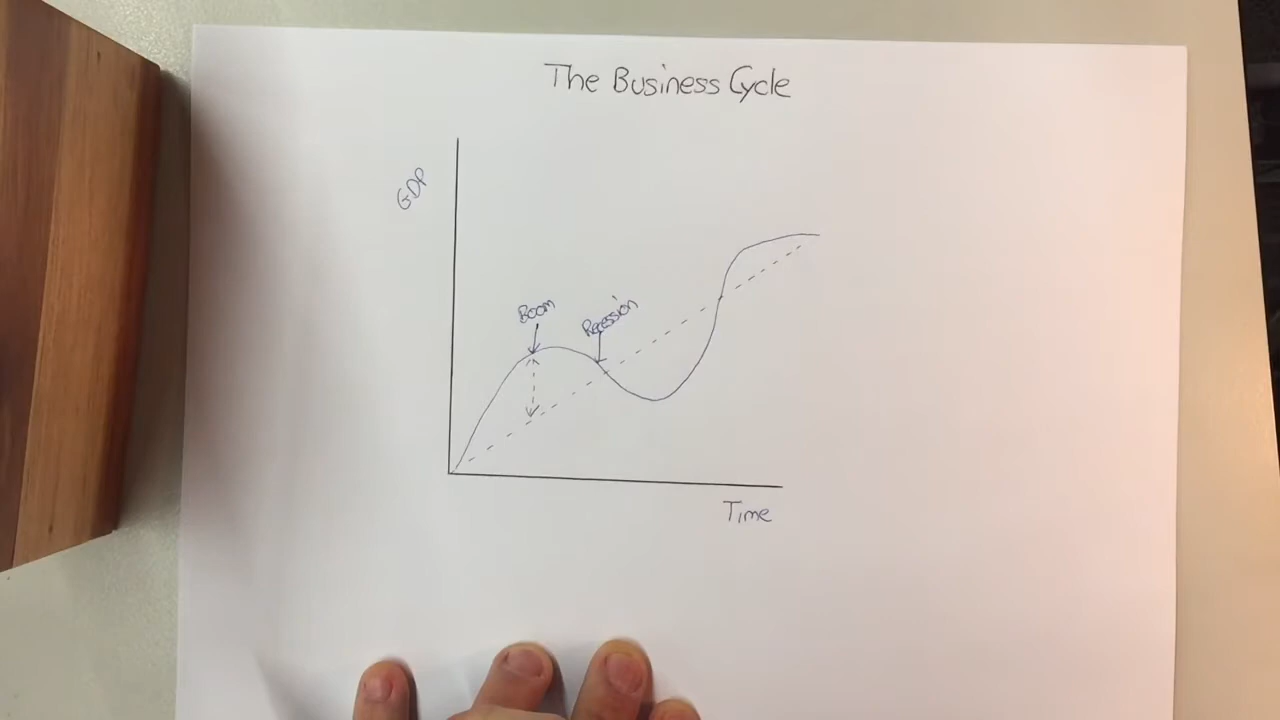 The Business Cycle
GDP
Boom
Recession
Time